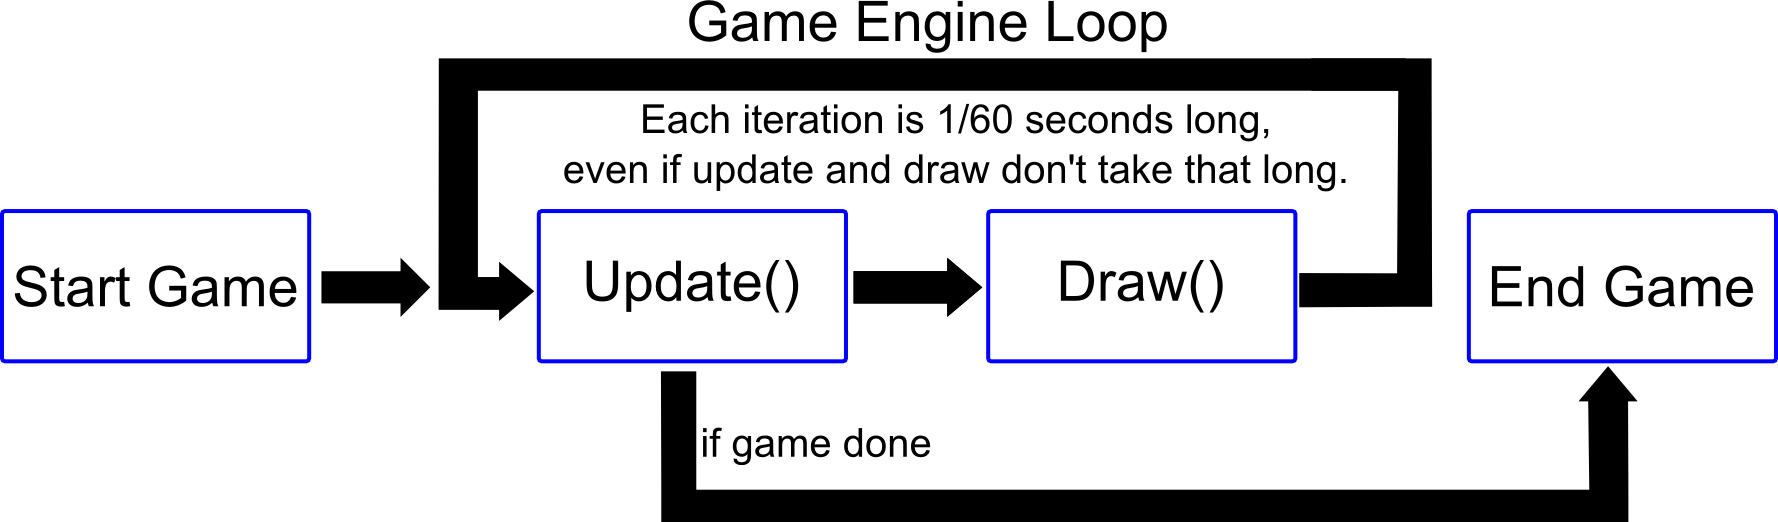 Game Engine Loop
Each iteration is 1/60 seconds long,
even if update and draw don't take that long.
Start Game
Update()
Draw()
End Game
if game done